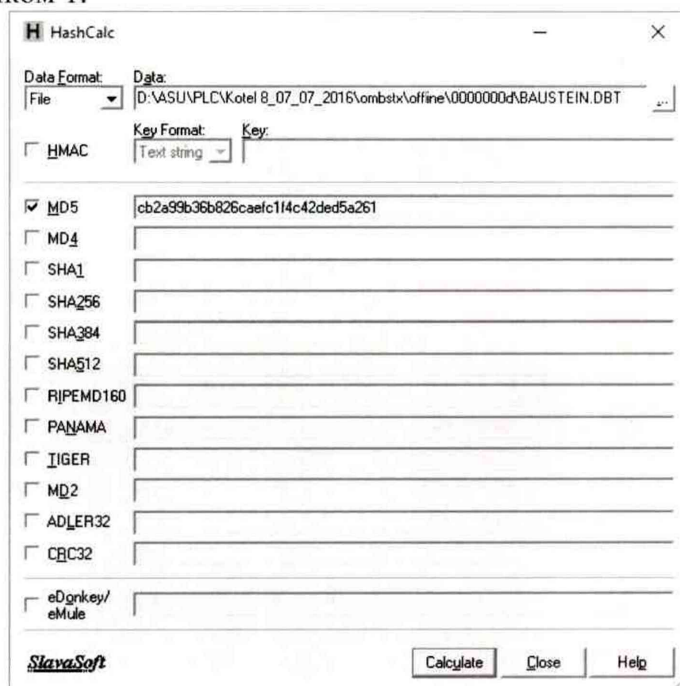 HashCalc
Data Format:
Data:
File
D:\ASU\PLC\Kotel 8_07_07_2016\ombstx\offline\0000000d\BAUSTEIN.DBT
...
HMAC
Key Format:
Key:
Text string
MD5
cb2a99b36b826caefc1f4c42ded5a261
MD4
SHA1
SHA256
SHA384
SHA512
RIPEMD160
PANAMA
TIGER
MD2
ADLER32
CRC32
eDonkey/
eMule
SlavaSoft
Calculate
Close
Help